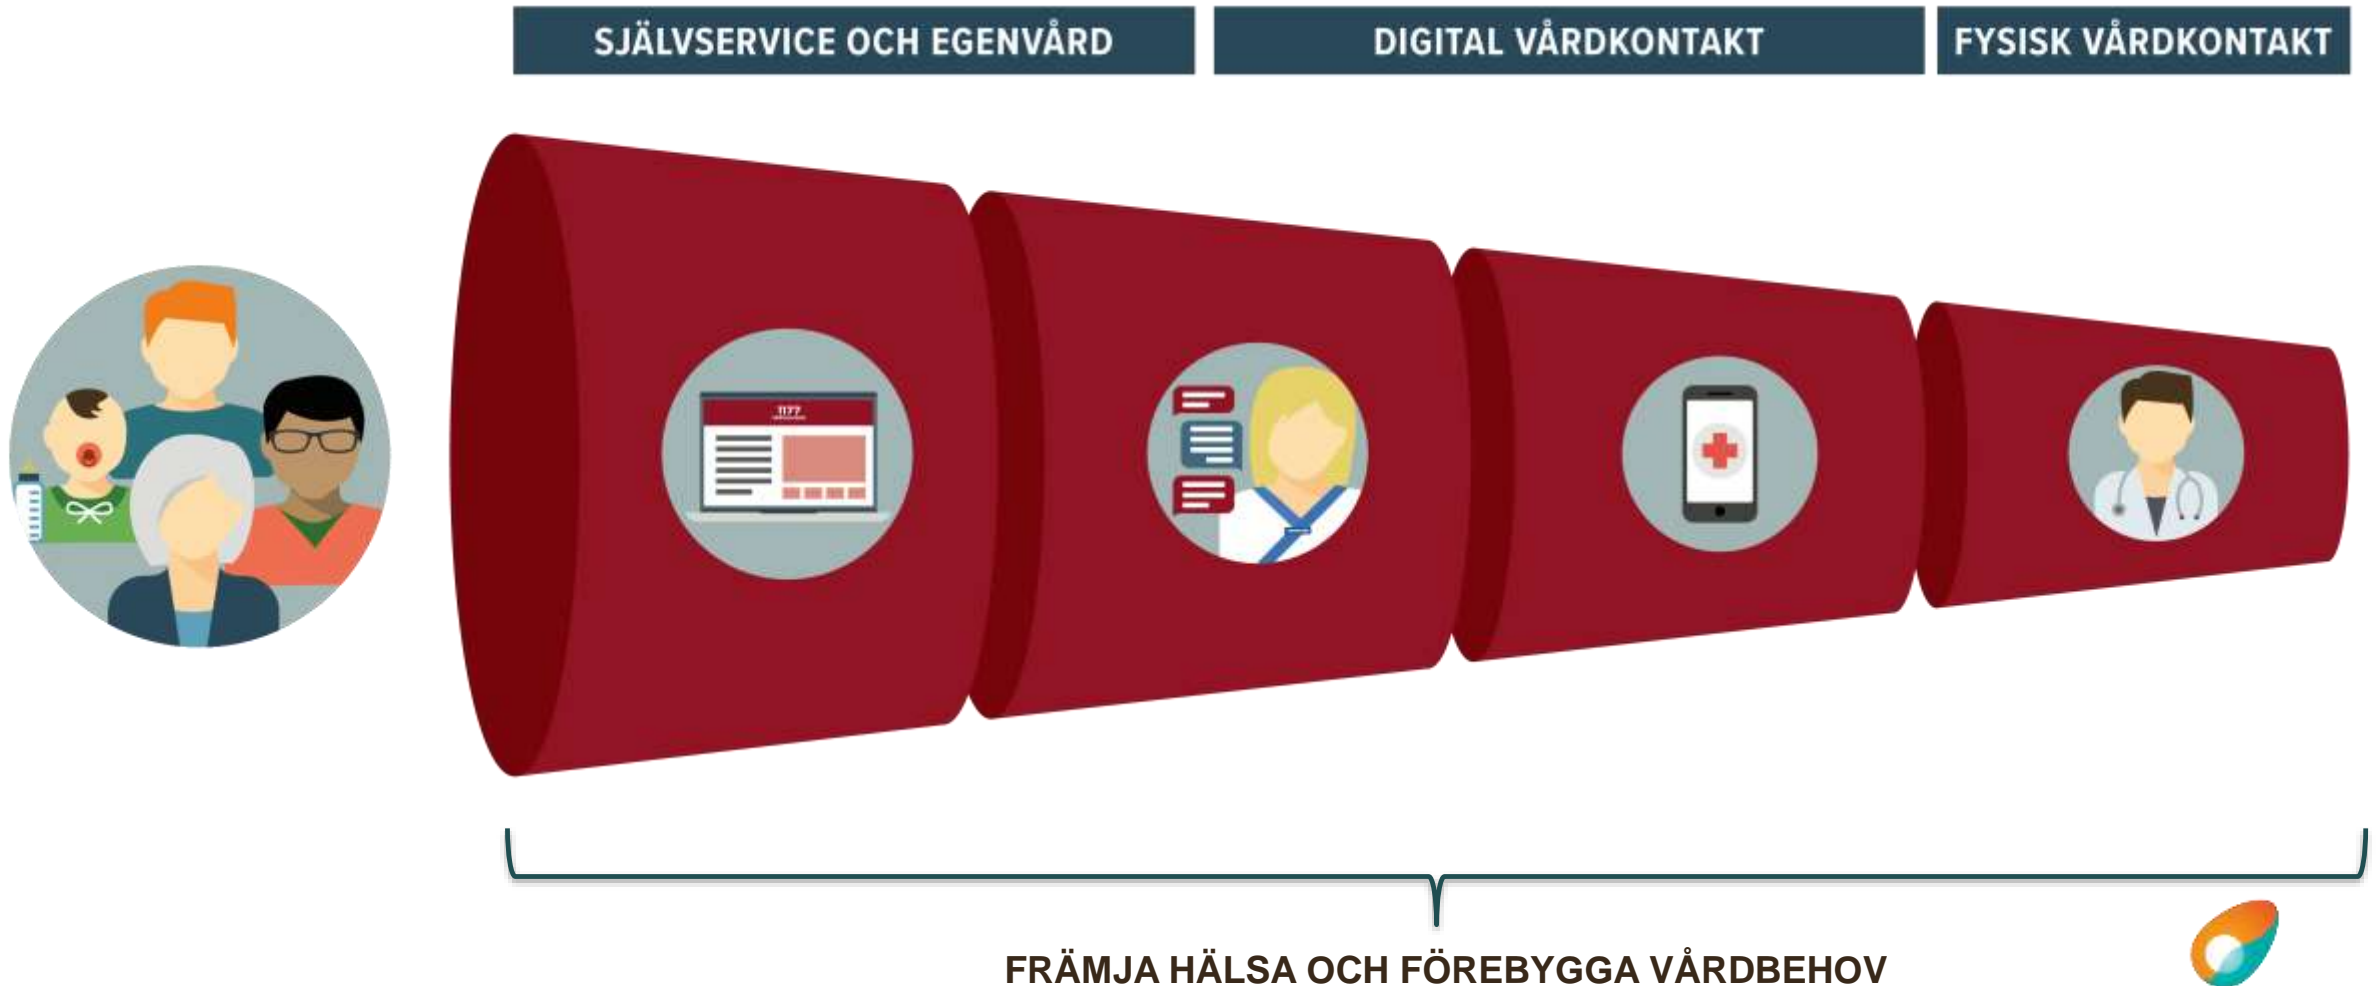 SJÄLVSERVICE OCH EGENVÅRD
DIGITAL VÅRDKONTAKT
FYSISK VÅRDKONTAKT
1177
FRÄMJA HÄLSA OCH FÖREBYGGA VÅRDBEHOV